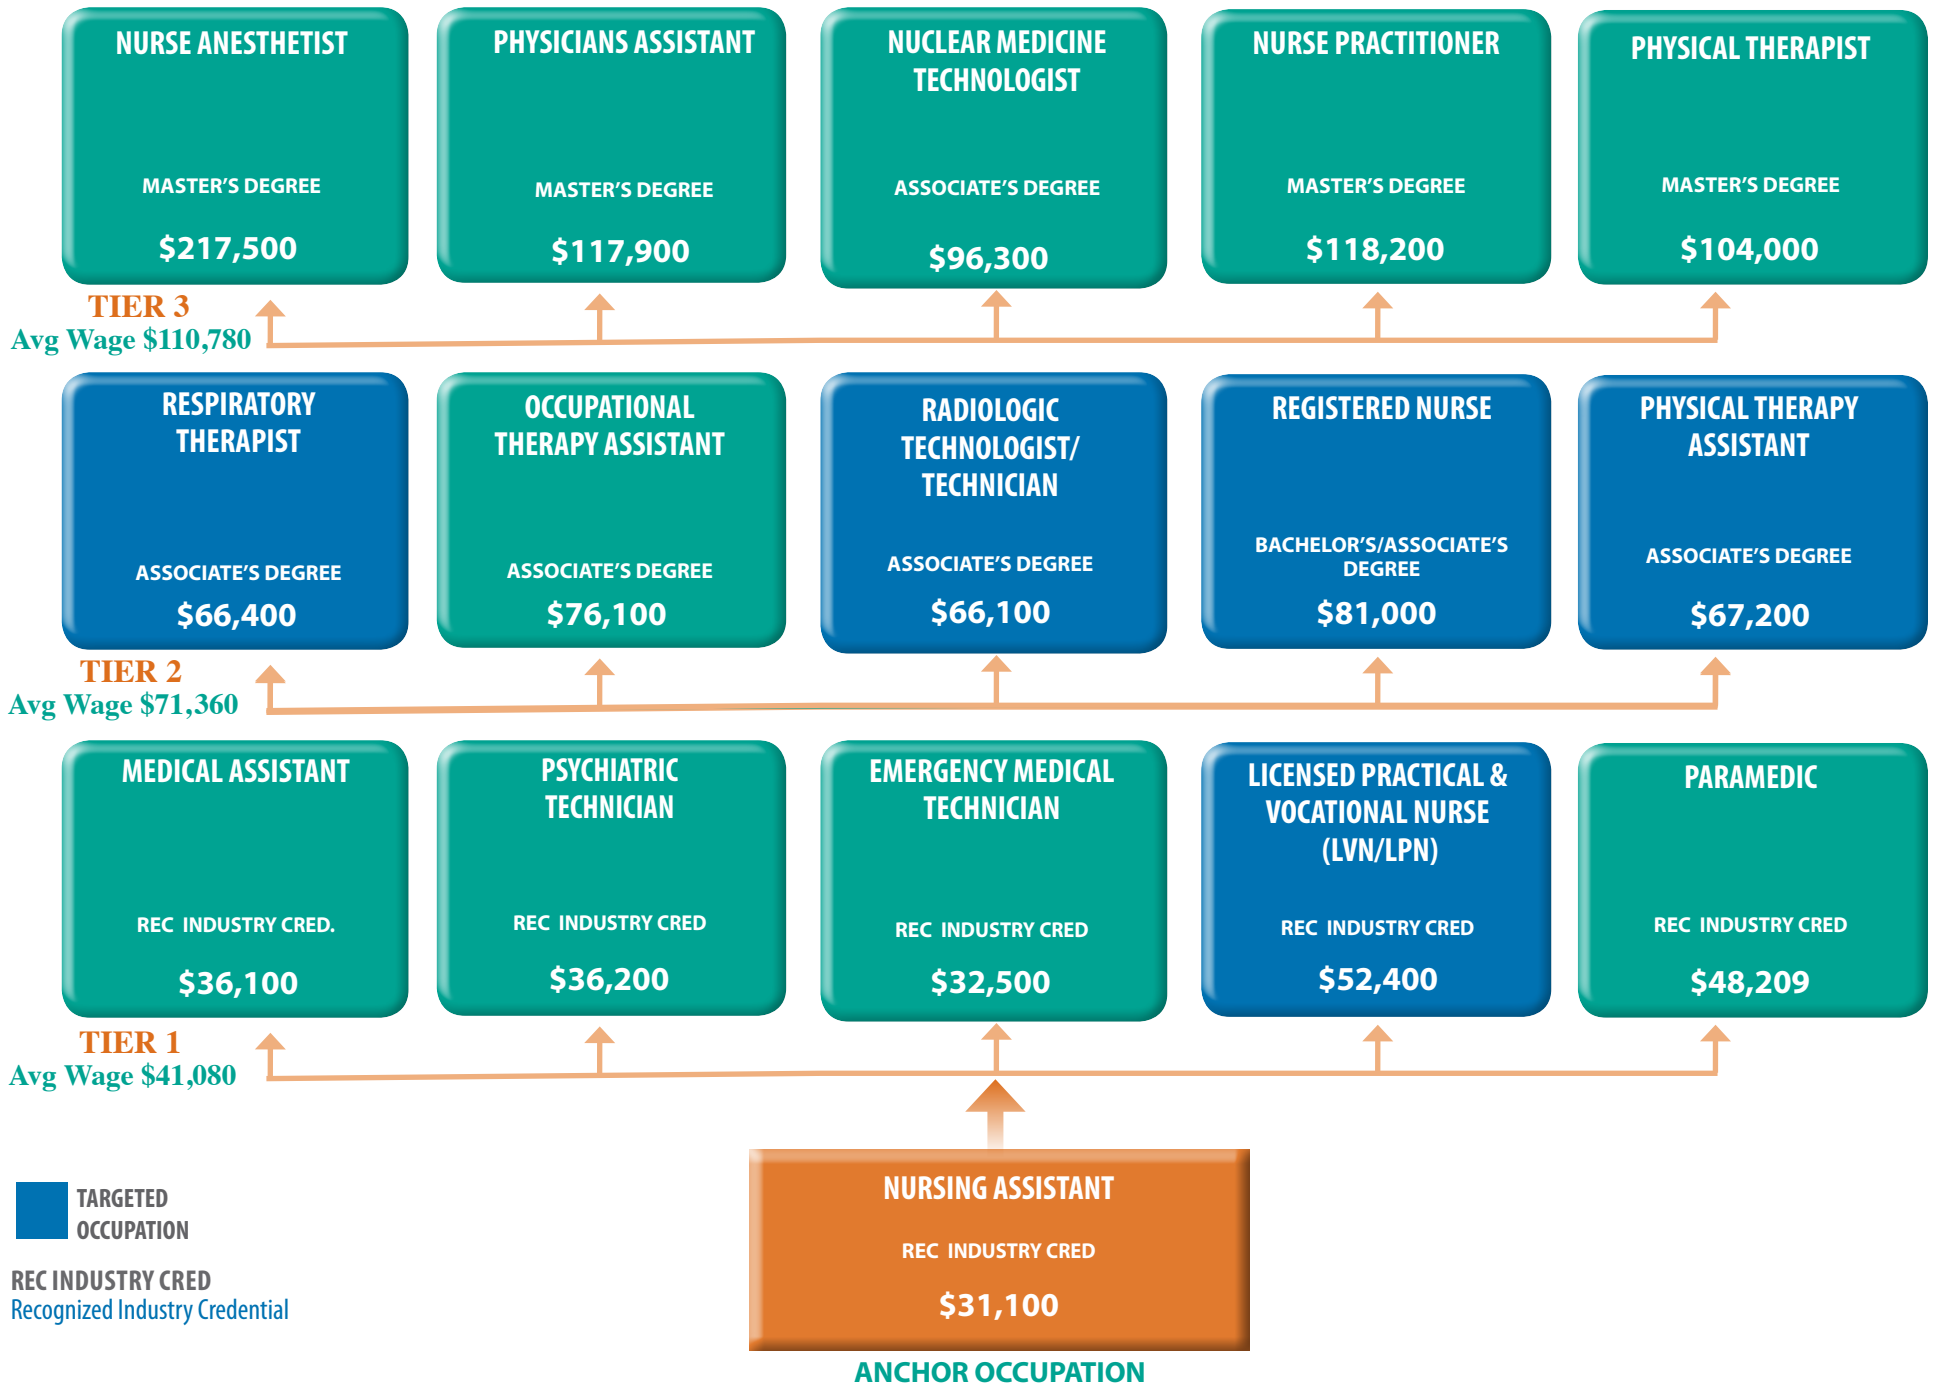 NURSE ANESTHETIST
MASTER'S DEGREE
$217,500
PHYSICIANS ASSISTANT
MASTER'S DEGREE
$117,900
NUCLEAR MEDICINE
TECHNOLOGIST
ASSOCIATE'S DEGREE
$96,300
NURSE PRACTITIONER
MASTER'S DEGREE
$118,200
PHYSICAL THERAPIST
MASTER'S DEGREE
$104,000
TIER 3
Avg Wage $110,780
RESPIRATORY
THERAPIST
ASSOCIATE'S DEGREE
$66,400
OCCUPATIONAL
THERAPY ASSISTANT
ASSOCIATE'S DEGREE
$76,100
RADIOLOGIC
TECHNOLOGIST/
TECHNICIAN
ASSOCIATE'S DEGREE
$66,100
REGISTERED NURSE
BACHELOR'S/ASSOCIATE'S
DEGREE
$81,000
PHYSICAL THERAPY
ASSISTANT
ASSOCIATE'S DEGREE
$67,200
TIER 2
Avg Wage $71,360
MEDICAL ASSISTANT
REC INDUSTRY CRED.
$36,100
PSYCHIATRIC
TECHNICIAN
REC INDUSTRY CRED
$36,200
EMERGENCY MEDICAL
TECHNICIAN
REC INDUSTRY CRED
$32,500
LICENSED PRACTICAL &
VOCATIONAL NURSE
(LVN/LPN)
REC INDUSTRY CRED
$52,400
PARAMEDIC
REC INDUSTRY CRED
$48,209
TIER 1
Avg Wage $41,080
NURSING ASSISTANT
REC INDUSTRY CRED
$31,100
ANCHOR OCCUPATION
TARGETED
OCCUPATION
REC INDUSTRY CRED
Recognized Industry Credential